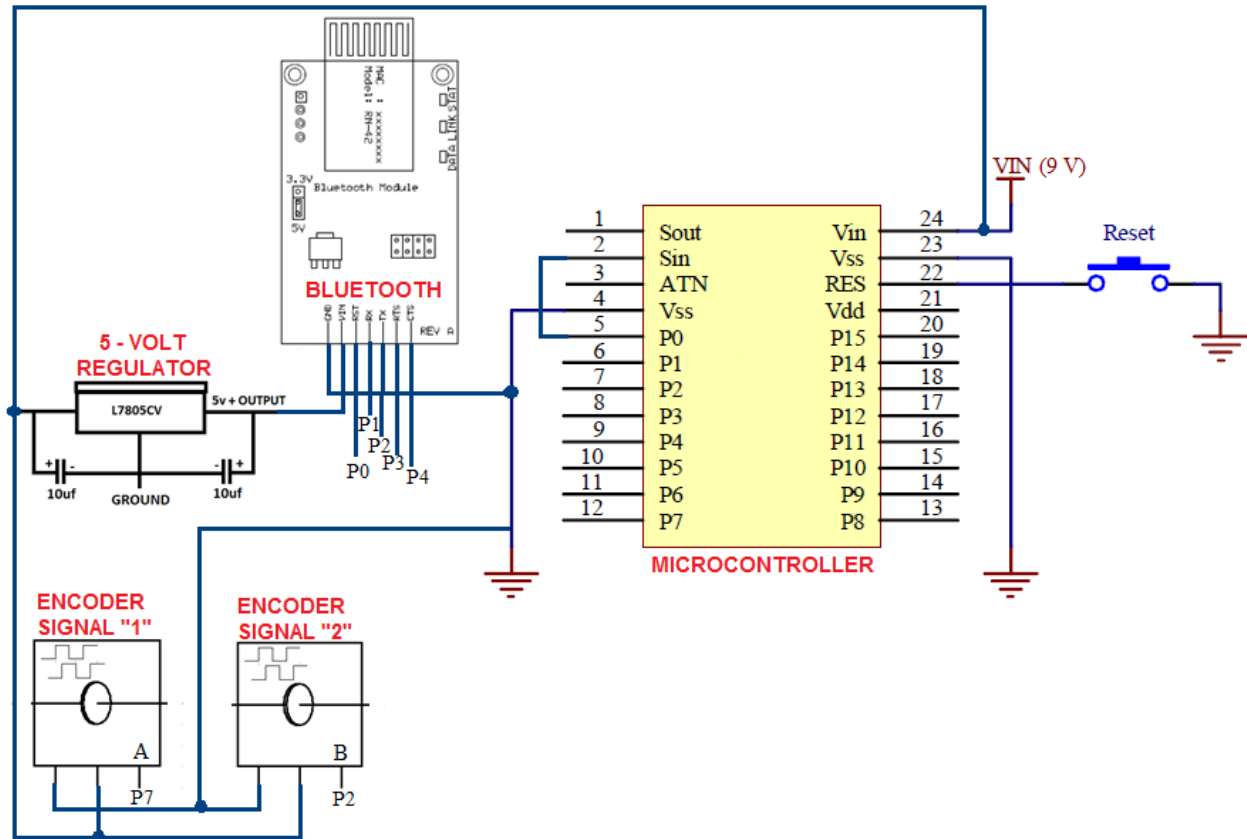 MAC : xxxxxxxx
Model: RN-42
STAT
LINK
DATA
3.3V
Bluetooth Module
5V
BLUETOOTH
GND
VIN
RST
RX
TX
RTS
CTS
REV A
P0
P1
P2
P3
P4
5 - VOLT
REGULATOR
L7805CV
5v + OUTPUT
+
-
10uf
-
+
10uf
GROUND
VIN (9 V)
Reset
1 Sout
2 Sin
3 ATN
4 Vss
5 P0
6 P1
7 P2
8 P3
9 P4
10 P5
11 P6
12 P7
Vin 24
Vss 23
RES 22
Vdd 21
P15 20
P14 19
P13 18
P12 17
P11 16
P10 15
P9 14
P8 13
MICROCONTROLLER
ENCODER
SIGNAL "1"
A
P7
ENCODER
SIGNAL "2"
B
P2